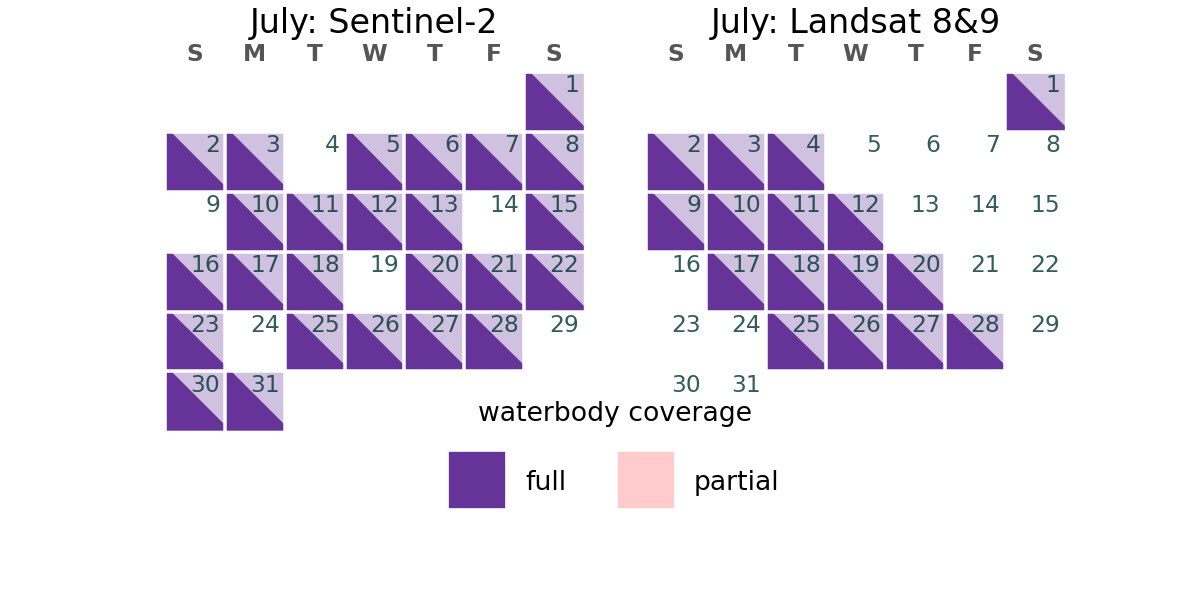 July: Sentinel-2
S M T W T F S
1
2 3 4 5 6 7 8
9 10 11 12 13 14 15
16 17 18 19 20 21 22
23 24 25 26 27 28 29
30 31
July: Landsat 8&9
S M T W T F S
1
2 3 4 5 6 7 8
9 10 11 12 13 14 15
16 17 18 19 20 21 22
23 24 25 26 27 28 29
30 31
waterbody coverage
full partial